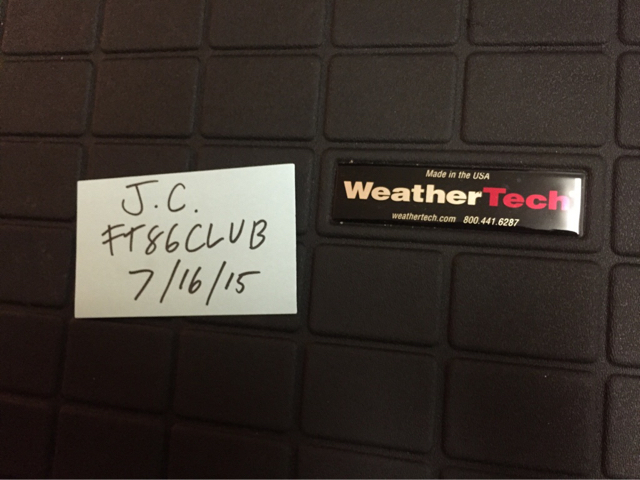 J.C.
FT86CLUB
7/16/15
Made in the USA
WeatherTech
weathertech.com 800.441.6287